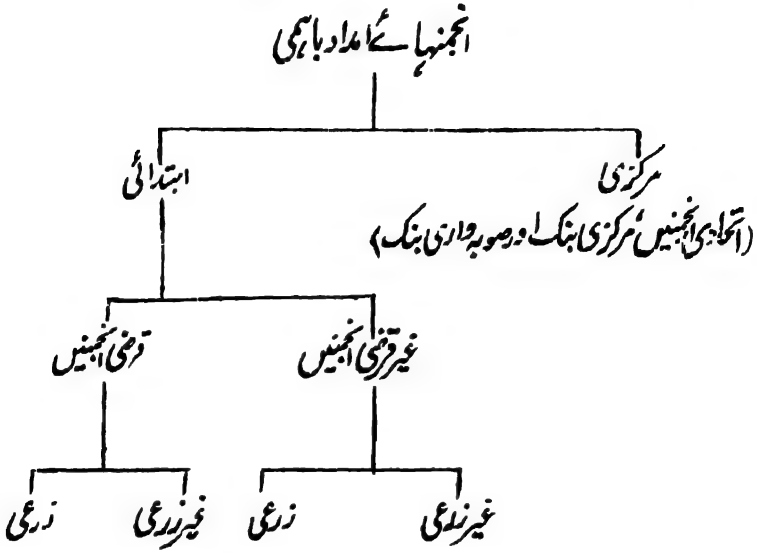 انجمنہائے امداد باہمی
مرکزی
ابتدائی
(اتحادی انجمنیں، مرکزی بنک اور صوبہ واری بنک)
غیر قرضی انجمنیں
قرضی انجمنیں
غیر زراعی
زرعی
غیر زرعی
زرعی